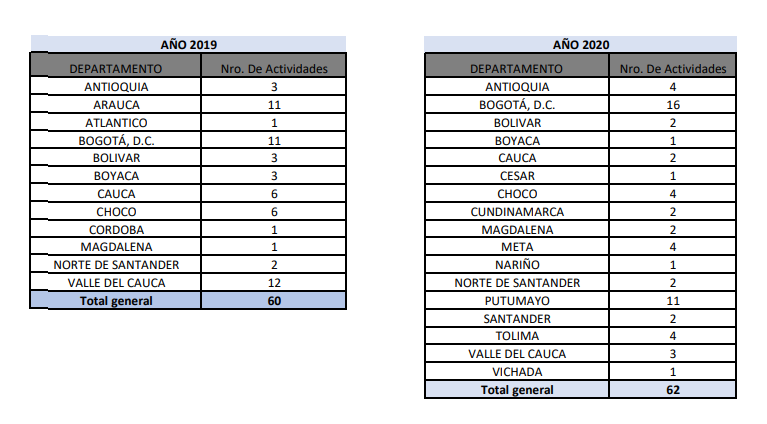 AÑO 2019
DEPARTAMENTO Nro. De Actividades
ANTIOQUIA 3
ARAUCA 11
ATLANTICO 1
BOGOTÁ, D.C. 11
BOLIVAR 3
BOYACA 3
CAUCA 6
CHOCO 6
CORDOBA 1
MAGDALENA 1
NORTE DE SANTANDER 2
VALLE DEL CAUCA 12
Total general 60
AÑO 2020
DEPARTAMENTO Nro. De Actividades
ANTIOQUIA 4
BOGOTÁ, D.C. 16
BOLIVAR 2
BOYACA 1
CAUCA 2
CESAR 1
CHOCO 4
CUNDINAMARCA 2
MAGDALENA 2
META 4
NARIÑO 1
NORTE DE SANTANDER 2
PUTUMAYO 11
SANTANDER 2
TOLIMA 4
VALLE DEL CAUCA 3
VICHADA 1
Total general 62